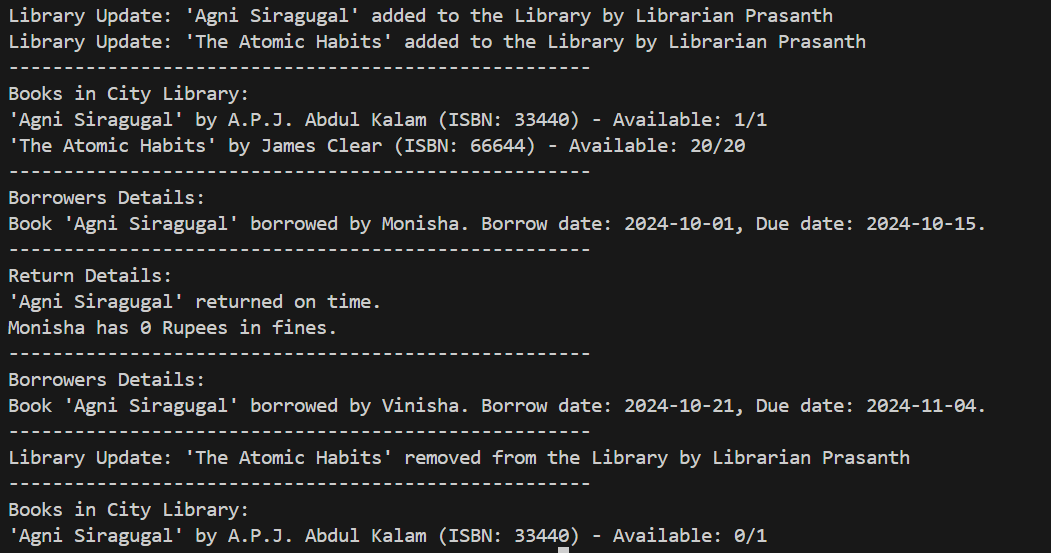 Library Update: 'Agni Siragugal' added to the Library by Librarian Prasanth
Library Update: 'The Atomic Habits' added to the Library by Librarian Prasanth
-----------------------------------------------------
Books in City Library:
'Agni Siragugal' by A.P.J. Abdul Kalam (ISBN: 33440) - Available: 1/1
'The Atomic Habits' by James Clear (ISBN: 66644) - Available: 20/20
-----------------------------------------------------
Borrowers Details:
Book 'Agni Siragugal' borrowed by Monisha. Borrow date: 2024-10-01, Due date: 2024-10-15.
-----------------------------------------------------
Return Details:
'Agni Siragugal' returned on time.
Monisha has 0 Rupees in fines.
-----------------------------------------------------
Borrowers Details:
Book 'Agni Siragugal' borrowed by Vinisha. Borrow date: 2024-10-21, Due date: 2024-11-04.
-----------------------------------------------------
Library Update: 'The Atomic Habits' removed from the Library by Librarian Prasanth
-----------------------------------------------------
Books in City Library:
'Agni Siragugal' by A.P.J. Abdul Kalam (ISBN: 33440) - Available: 0/1